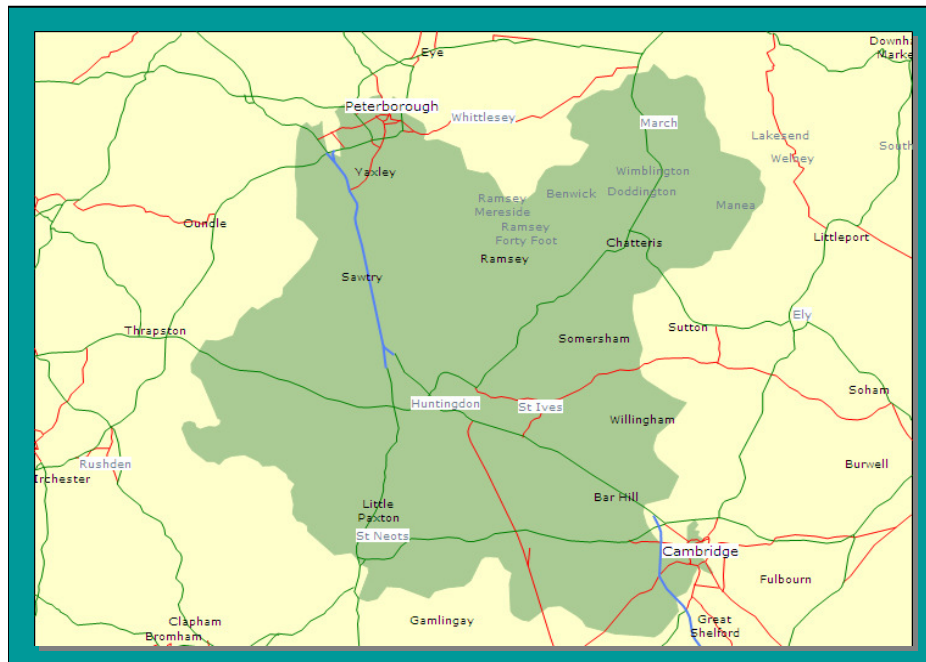 Downha
Marke
Eye
Peterborough
Whittlesey
March
Lakesend
South
Welney
Yaxley
Wimblington
Ramsey
Mereside
Benwick
Doddington
Manea
Oundle
Ramsey
Forty Foot
Littleport
Chatteris
Ramsey
Sawtry
Ely
Thrapston
Sutton
Somersham
Soham
Huntingdon
St Ives
Willingham
Rushden
Burwell
Irchester
Bar Hill
Little
Paxton
St Neots
Cambridge
Fulbourn
Clapham
Gamlingay
Great
Shelford
Bromham